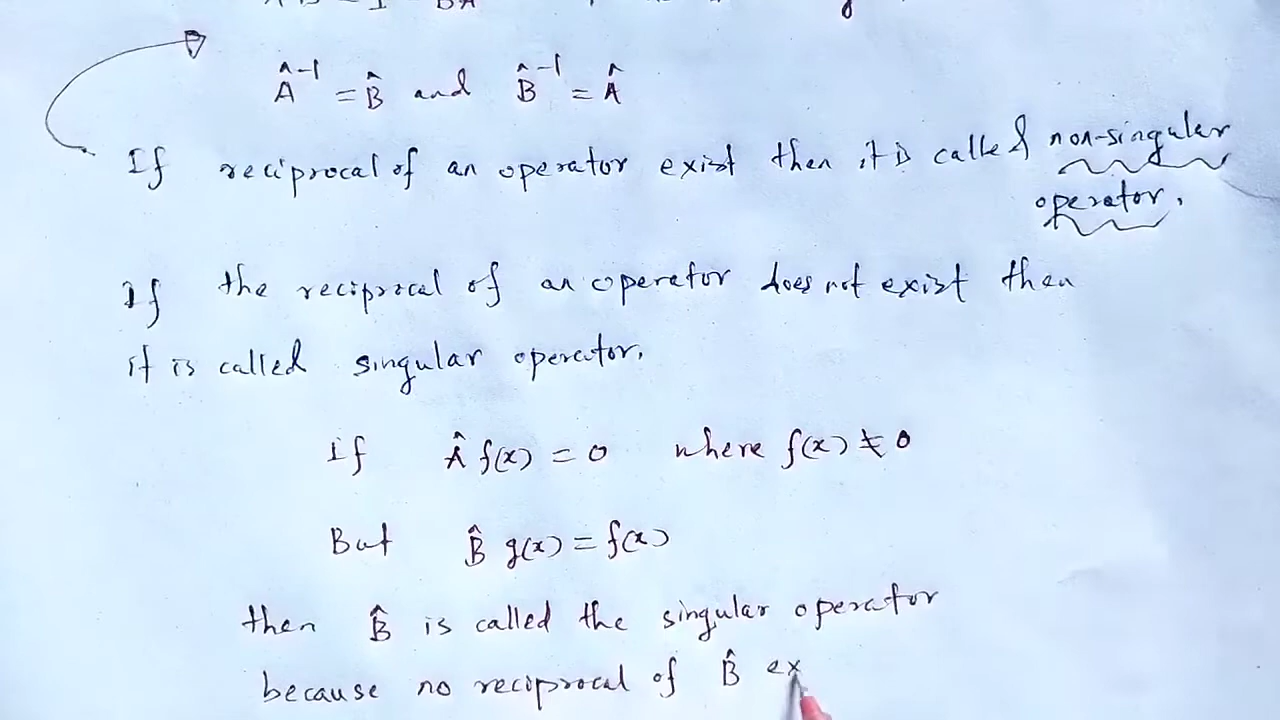 Â⁻¹ = B̂ and B̂⁻¹ = Â
If reciprocal of an operator exist then it is called non-singular
operator.
If the reciprocal of an operator does not exist then
it is called singular operator.
If Â f(x) = 0 where f(x) ≠ 0
But B̂ g(x) = f(x)
then B̂ is called the singular operator
because no reciprocal of B̂ ex